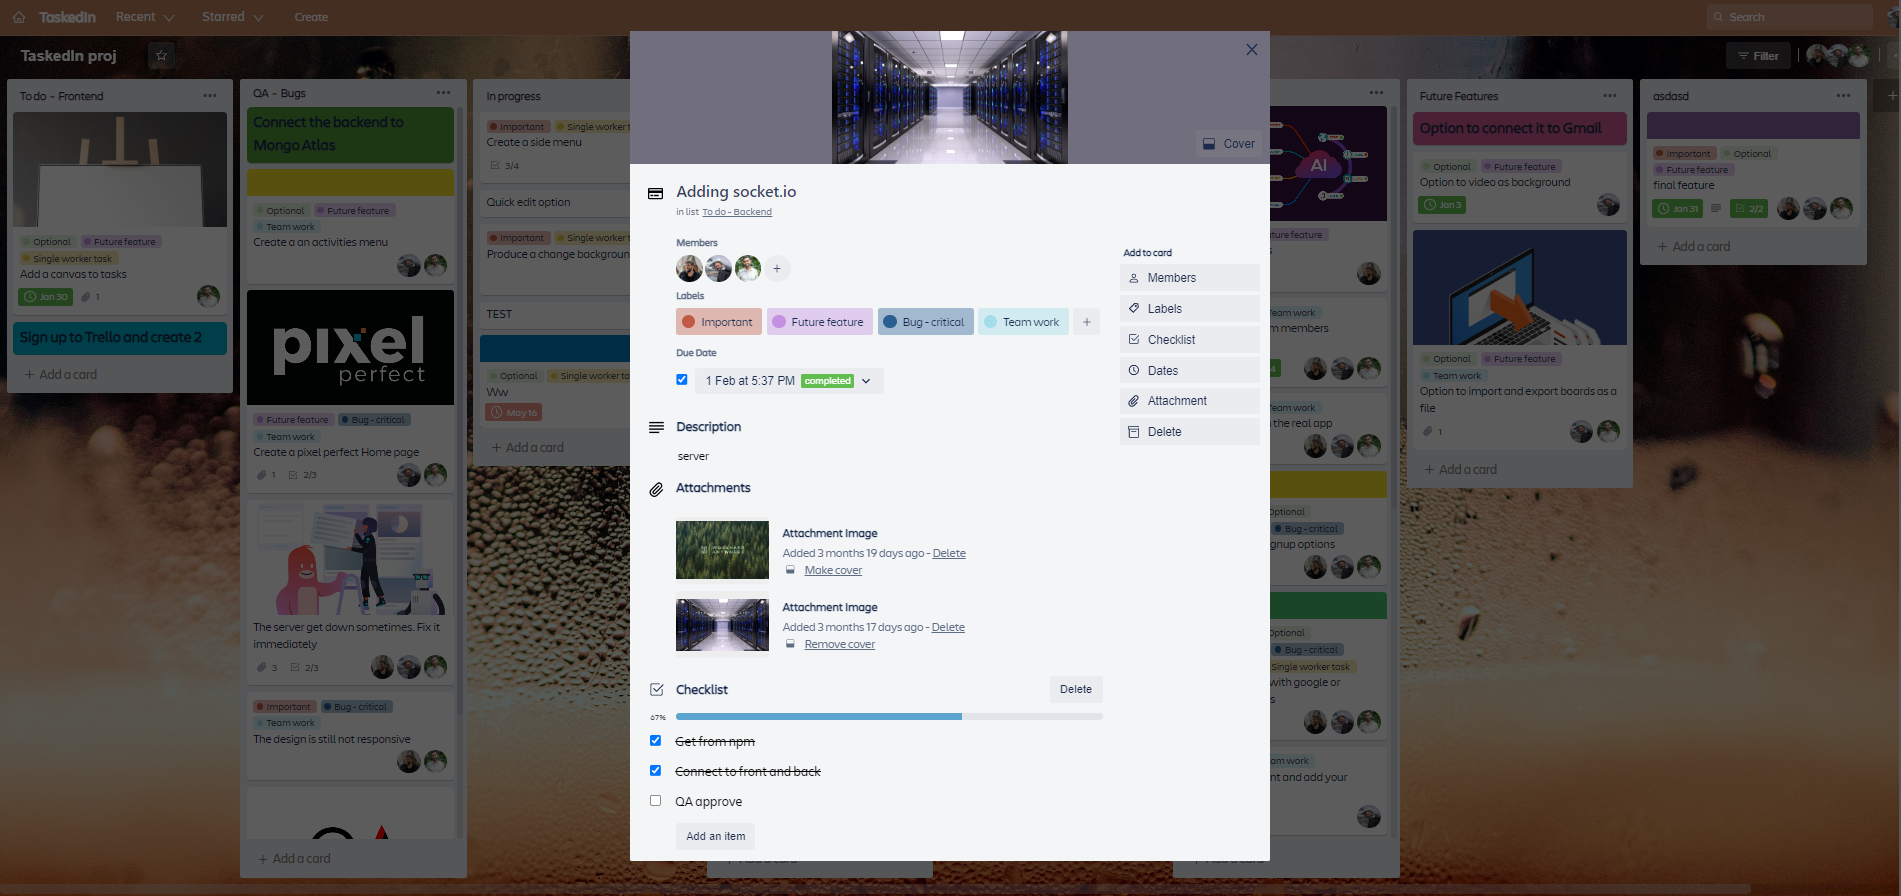 TaskedIn
Recent
Starred
Create
Search
TaskedIn proj
Filter
To do - Frontend
Optional
Future feature
Single worker task
Add a canvas to tasks
Jan 30
1
Sign up to Trello and create 2
+ Add a card
QA - Bugs
Connect the backend to
Mongo Atlas
Optional
Future feature
Team work
Create a an activities menu
pixel
perfect
Future feature
Bug - critical
Team work
Create a pixel perfect Home page
1
2/3
The server get down sometimes. Fix it
immediately
3
2/3
Important
Bug - critical
Team work
The design is still not responsive
+ Add a card
In progress
Important
Single worker t
Create a side menu
3/4
Quick edit option
Important
Single worker t
Produce a change backgroun
TEST
Optional
Single worker ta
Ww
May 16
+ Add a card
Cover
Adding socket.io
in list To do - Backend
Members
+
Labels
Important
Future feature
Bug - critical
Team work
+
Due Date
1 Feb at 5:37 PM completed
Description
server
Attachments
Attachment Image
Added 3 months 19 days ago - Delete
Make cover
Attachment Image
Added 3 months 17 days ago - Delete
Remove cover
Checklist
Delete
67%
Get from npm
Connect to front and back
QA approve
Add an item
Add to card
Members
Labels
Checklist
Dates
Attachment
Delete
AI
ture feature
am work
m members
4
eam work
the real app
Optional
Bug - critical
gnup options
Optional
Bug - critical
Single worker task
with google or
s
am work
nt and add your
Future Features
Option to connect it to Gmail
Optional
Future feature
Option to video as background
Jan 3
Optional
Future feature
Team work
Option to import and export boards as a
file
1
+ Add a card
asdasd
Important
Optional
Future feature
final feature
Jan 31
2/2
+ Add a card
+